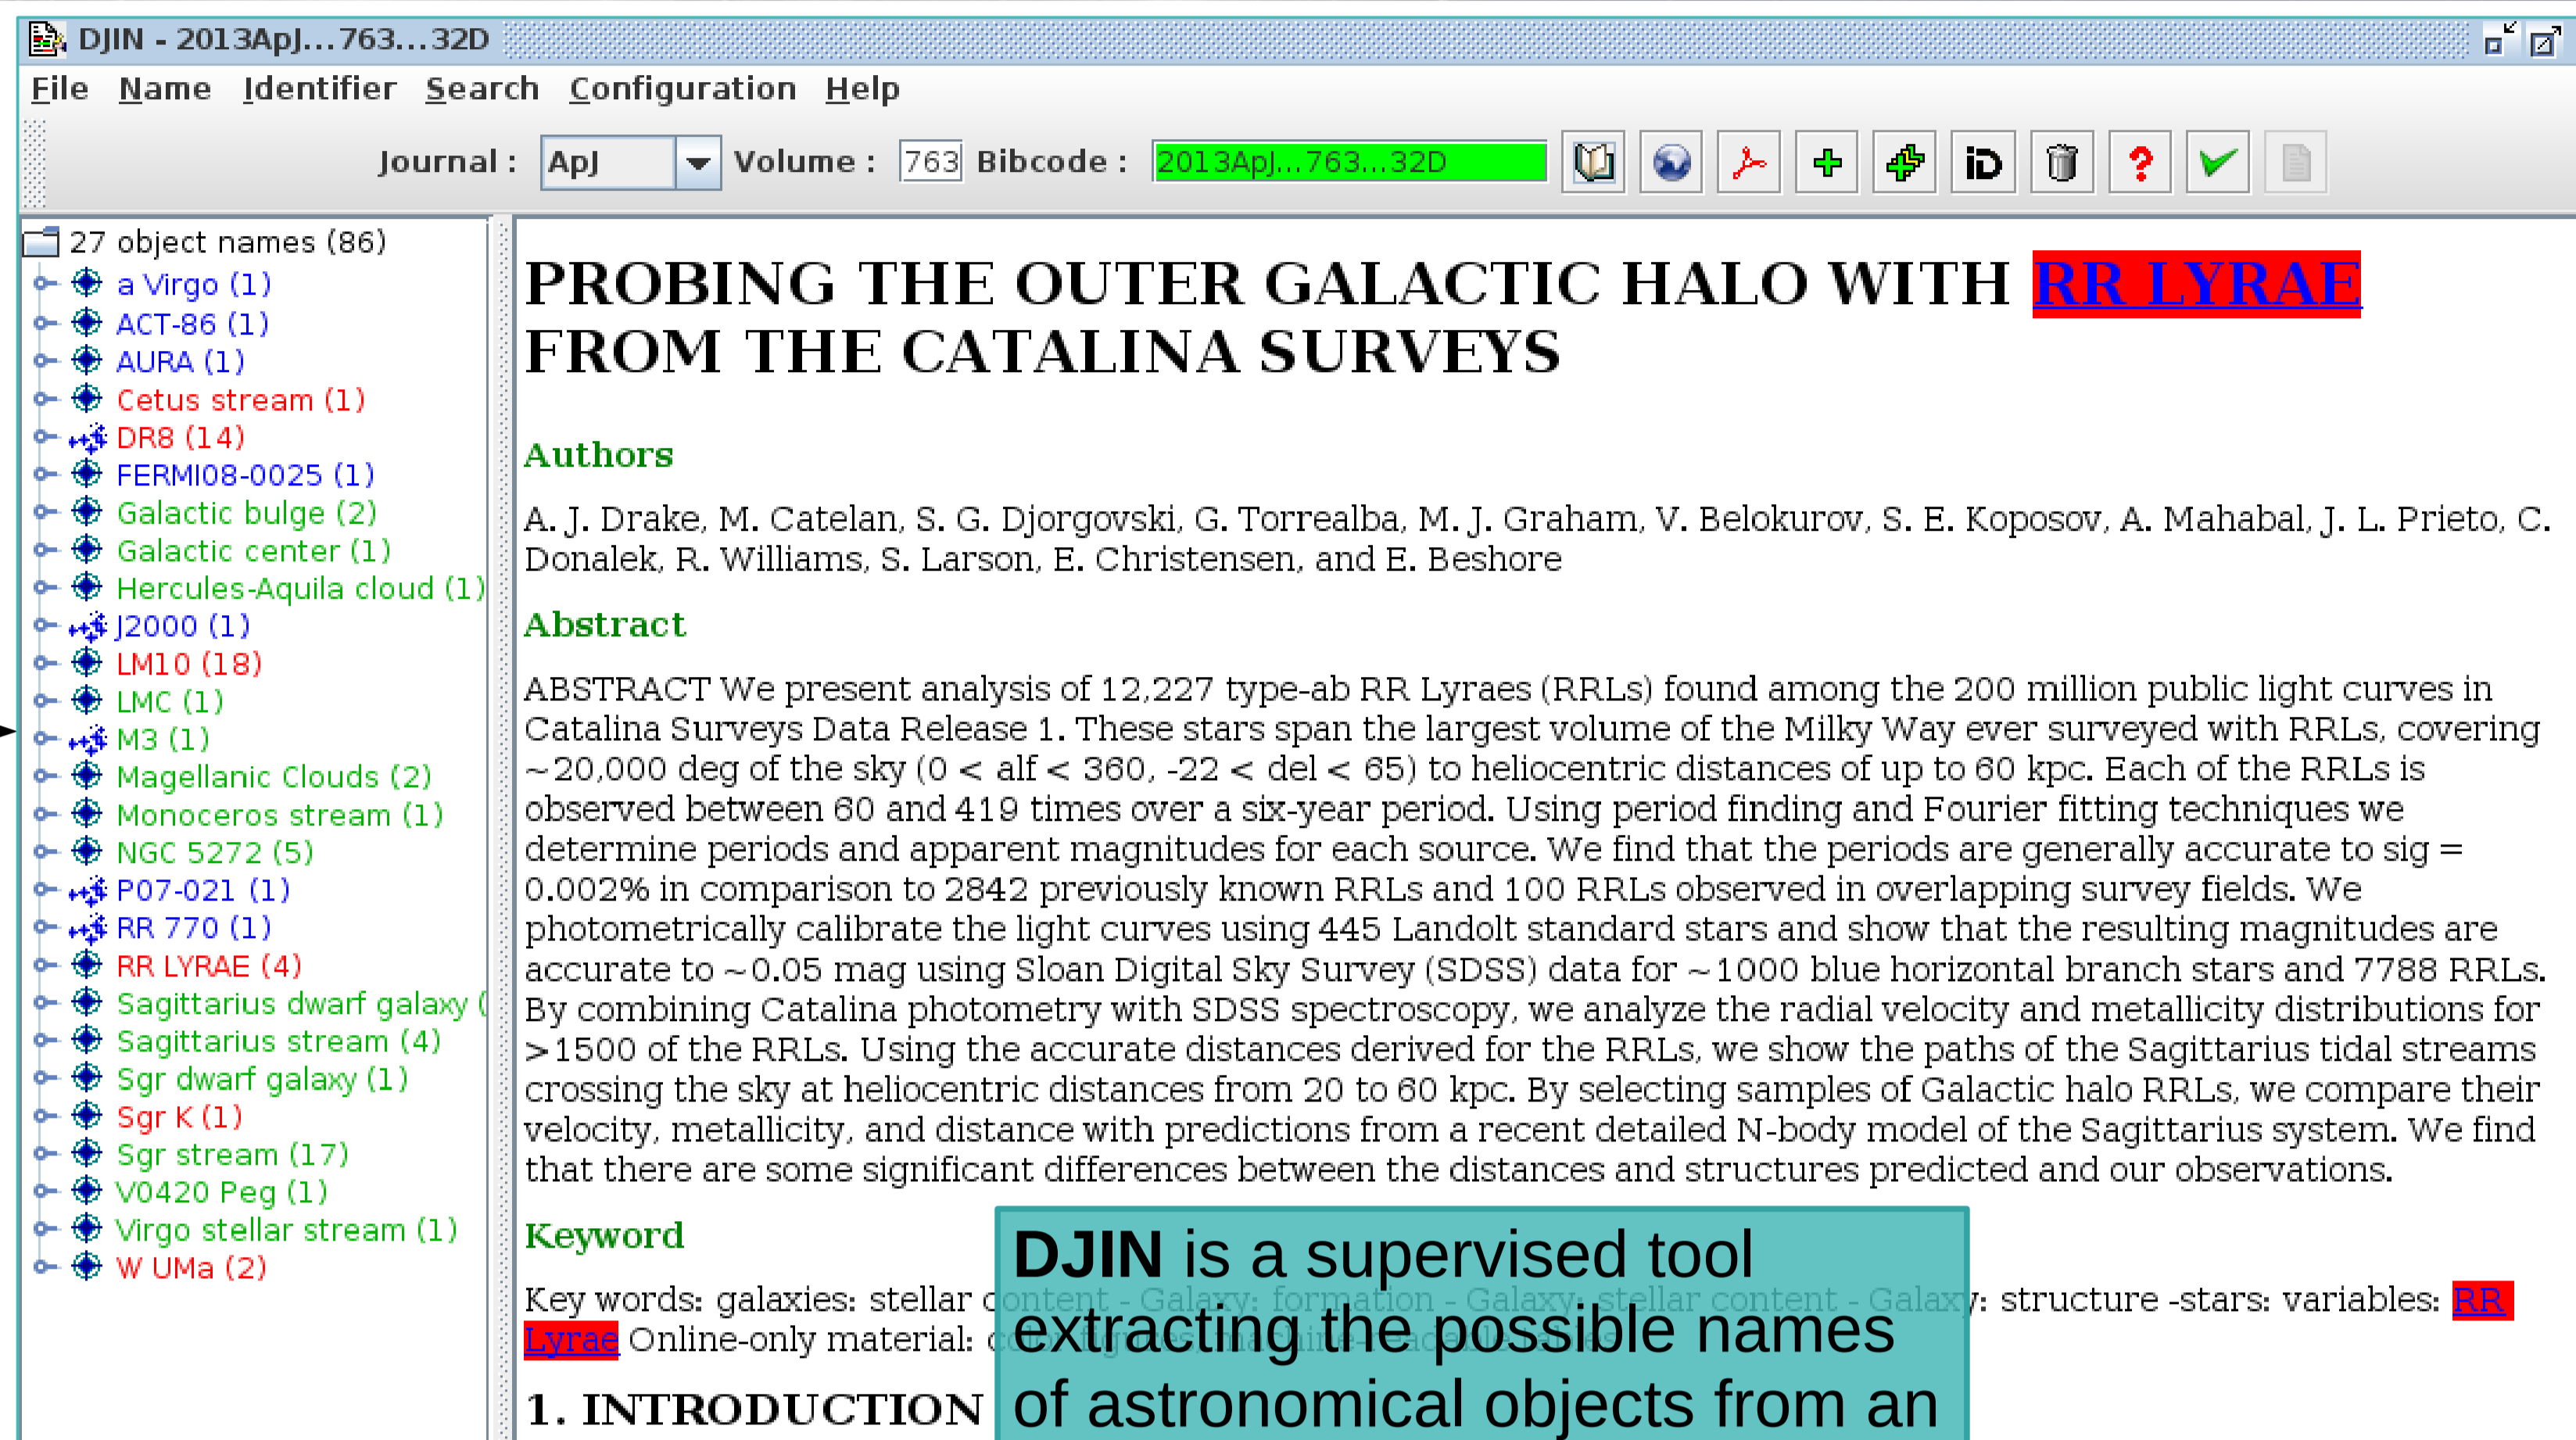 DJIN - 2013ApJ...763...32D
File Name Identifier Search Configuration Help
Journal : ApJ Volume : 763 Bibcode : 2013ApJ...763...32D
iD ?
27 object names (86)
a Virgo (1)
ACT-86 (1)
AURA (1)
Cetus stream (1)
DR8 (14)
FERMI08-0025 (1)
Galactic bulge (2)
Galactic center (1)
Hercules-Aquila cloud (1)
J2000 (1)
LM10 (18)
LMC (1)
M3 (1)
Magellanic Clouds (2)
Monoceros stream (1)
NGC 5272 (5)
P07-021 (1)
RR 770 (1)
RR LYRAE (4)
Sagittarius dwarf galaxy (
Sagittarius stream (4)
Sgr dwarf galaxy (1)
Sgr K (1)
Sgr stream (17)
V0420 Peg (1)
Virgo stellar stream (1)
W UMa (2)
PROBING THE OUTER GALACTIC HALO WITH RR LYRAE
FROM THE CATALINA SURVEYS
Authors
A. J. Drake, M. Catelan, S. G. Djorgovski, G. Torrealba, M. J. Graham, V. Belokurov, S. E. Koposov, A. Mahabal, J. L. Prieto, C.
Donalek, R. Williams, S. Larson, E. Christensen, and E. Beshore
Abstract
ABSTRACT We present analysis of 12,227 type-ab RR Lyraes (RRLs) found among the 200 million public light curves in
Catalina Surveys Data Release 1. These stars span the largest volume of the Milky Way ever surveyed with RRLs, covering
~20,000 deg of the sky (0 < alf < 360, -22 < del < 65) to heliocentric distances of up to 60 kpc. Each of the RRLs is
observed between 60 and 419 times over a six-year period. Using period finding and Fourier fitting techniques we
determine periods and apparent magnitudes for each source. We find that the periods are generally accurate to sig =
0.002% in comparison to 2842 previously known RRLs and 100 RRLs observed in overlapping survey fields. We
photometrically calibrate the light curves using 445 Landolt standard stars and show that the resulting magnitudes are
accurate to ~0.05 mag using Sloan Digital Sky Survey (SDSS) data for ~1000 blue horizontal branch stars and 7788 RRLs.
By combining Catalina photometry with SDSS spectroscopy, we analyze the radial velocity and metallicity distributions for
>1500 of the RRLs. Using the accurate distances derived for the RRLs, we show the paths of the Sagittarius tidal streams
crossing the sky at heliocentric distances from 20 to 60 kpc. By selecting samples of Galactic halo RRLs, we compare their
velocity, metallicity, and distance with predictions from a recent detailed N-body model of the Sagittarius system. We find
that there are some significant differences between the distances and structures predicted and our observations.
Keyword
Key words: galaxies: stellar content - Galaxy: formation - Galaxy: stellar content - Galaxy: structure -stars: variables: RR
Lyrae Online-only material: color figures, machine-readable tables
1. INTRODUCTION
DJIN is a supervised tool
extracting the possible names
of astronomical objects from an